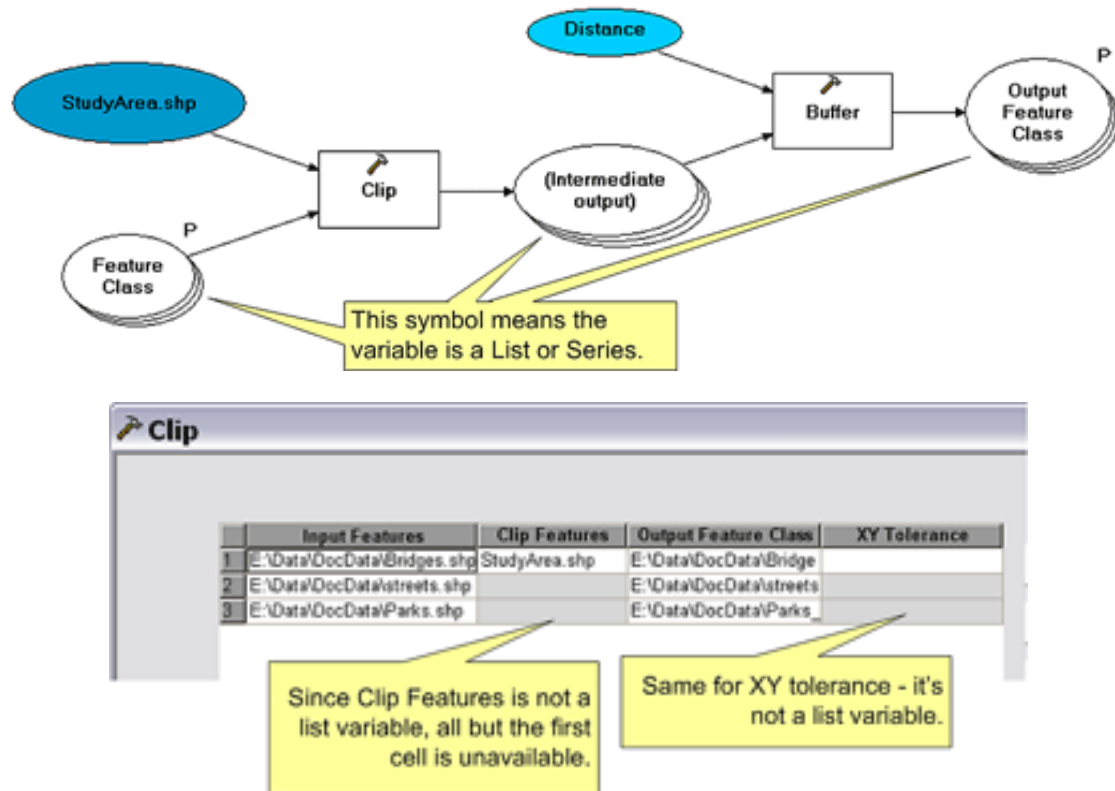 Distance
P
StudyArea.shp
Buffer
Output
Feature
Class
Clip
(Intermediate
output)
P
Feature
Class
This symbol means the
variable is a List or Series.
Clip
Input Features Clip Features Output Feature Class XY Tolerance
1 E:\Data\DocData\Bridges.shp StudyArea.shp E:\Data\DocData\Bridge
2 E:\Data\DocData\streets.shp E:\Data\DocData\streets
3 E:\Data\DocData\Parks.shp E:\Data\DocData\Parks_
Since Clip Features is not a
list variable, all but the first
cell is unavailable.
Same for XY tolerance - it's
not a list variable.